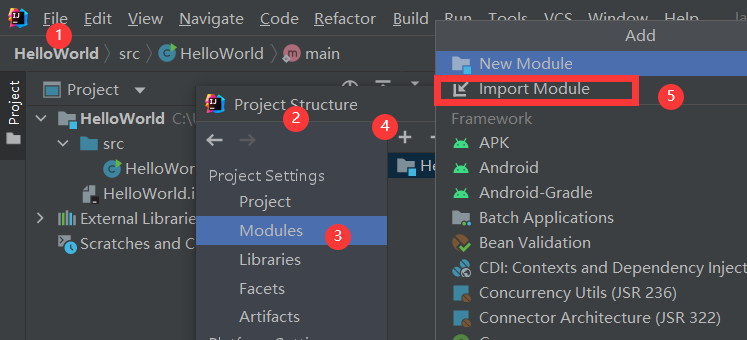 File Edit View Navigate Code Refactor Build Run Tools VCS Window Help
1
HelloWorld src HelloWorld main
Add
New Module
Import Module
5
Project
Project
Project Structure
2
4
HelloWorld
src
HelloWor
HelloWorld.i
External Librarie
Scratches and C
Project Settings
Project
Modules
3
Libraries
Facets
Artifacts
He
Framework
APK
Android
Android-Gradle
Batch Applications
Bean Validation
CDI: Contexts and Dependency Inject
Concurrency Utils (JSR 236)
Connector Architecture (JSR 322)